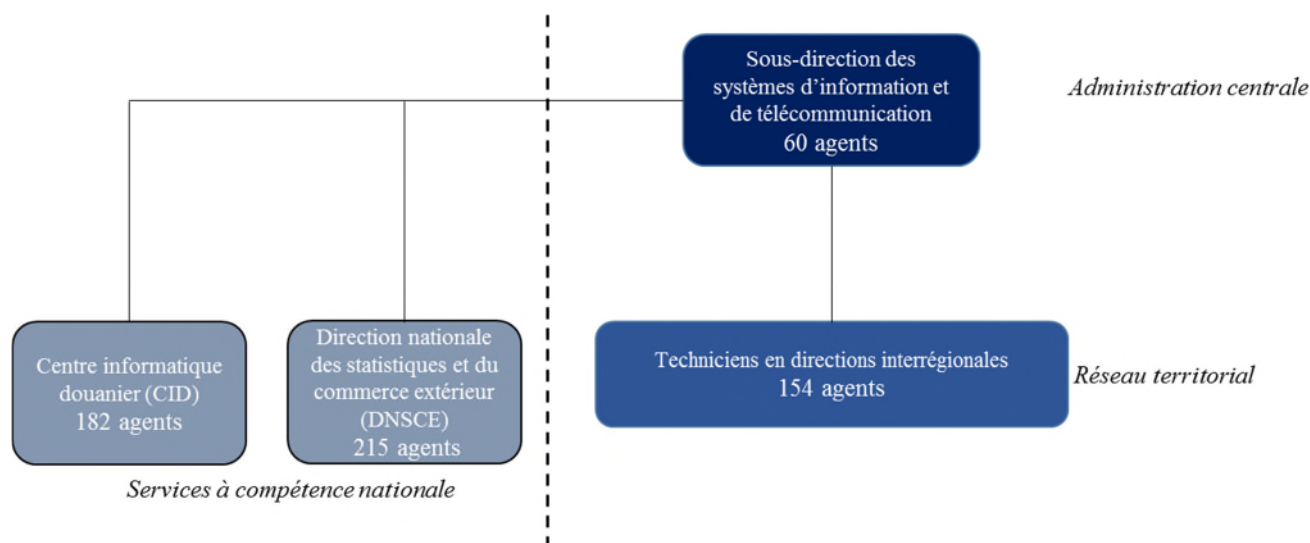 Sous-direction des
systèmes d’information et
de télécommunication
60 agents
Administration centrale
Centre informatique
douanier (CID)
182 agents
Direction nationale
des statistiques et du
commerce extérieur
(DNSCE)
215 agents
Services à compétence nationale
Techniciens en directions interrégionales
154 agents
Réseau territorial